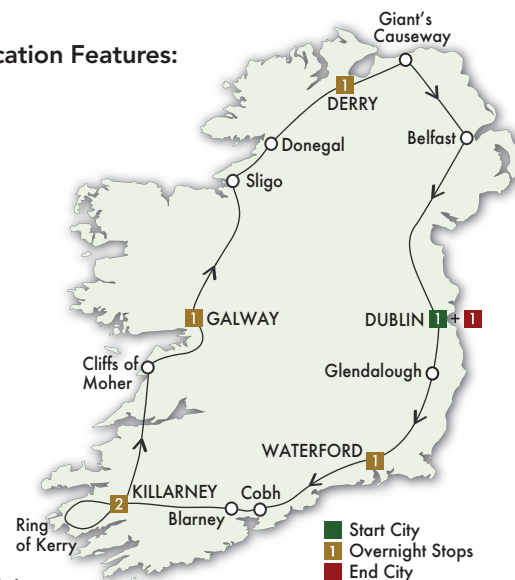 cation Features:
Giant's
Causeway
1
DERRY
Donegal
Belfast
Sligo
1 GALWAY
DUBLIN 1 + 1
Cliffs of
Moher
Glendalough
WATERFORD
1
2 KILLARNEY
Blarney
Cobh
Ring
of Kerry
Start City
1 Overnight Stops
End City